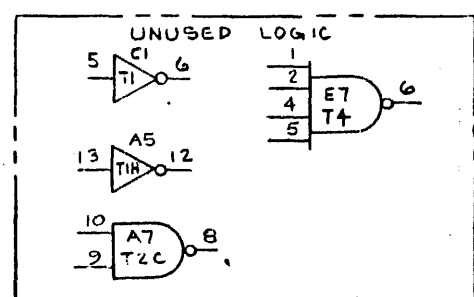 UNUSED LOGIC
C1
5 T1 6
1
2
4
5
E7
T4
6
A5
13 T1H 12
10
9
A7
T2C
8